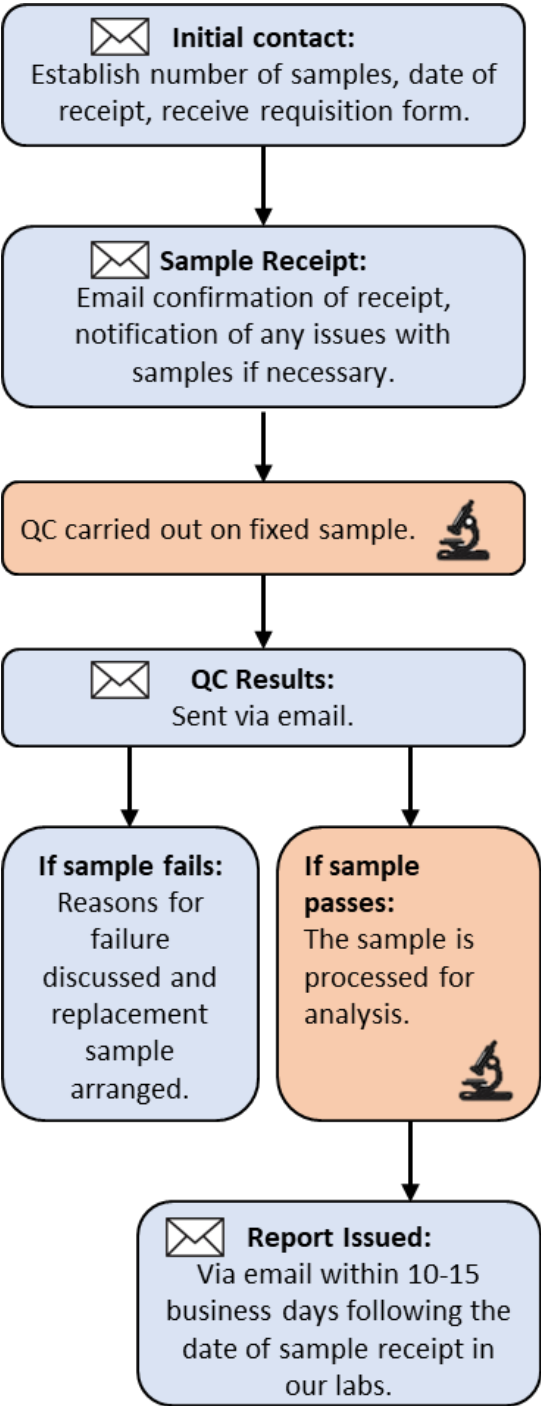 Initial contact:
Establish number of samples, date of
receipt, receive requisition form.
Sample Receipt:
Email confirmation of receipt,
notification of any issues with
samples if necessary.
QC carried out on fixed sample.
QC Results:
Sent via email.
If sample fails:
Reasons for
failure
discussed and
replacement
sample
arranged.
If sample
passes:
The sample is
processed for
analysis.
Report Issued:
Via email within 10-15
business days following the
date of sample receipt in
our labs.